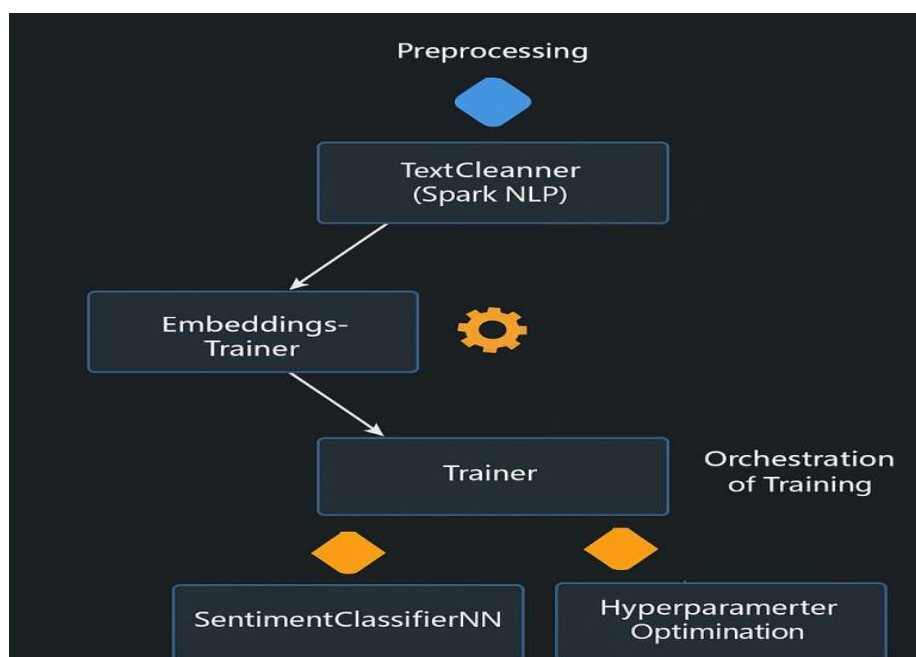 Preprocessing
TextCleanner
(Spark NLP)
Embeddings-
Trainer
Trainer
Orchestration
of Training
SentimentClassifierNN
Hyperparamerter
Optimination